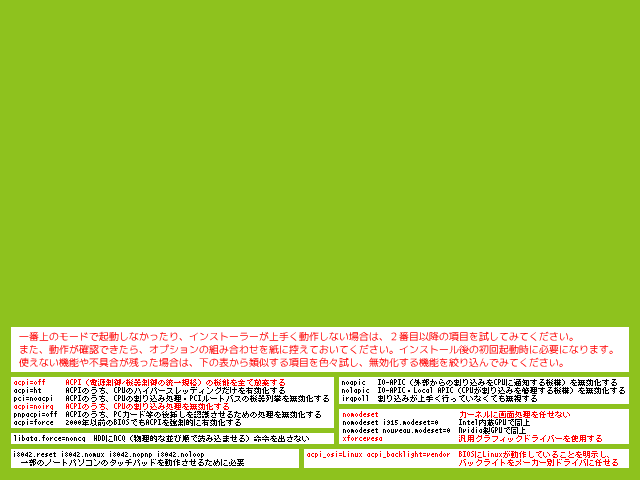 一番上のモードで起動しなかったり、インストーラーが上手く動作しない場合は、２番目以降の項目を試してみてください。
また、動作が確認できたら、オプションの組み合わせを紙に控えておいてください。インストール後の初回起動時に必要になります。
使えない機能や不具合が残った場合は、下の表から類似する項目を色々試し、無効化する機能を絞り込んでみてください。
acpi=off ACPI（電源制御・機器制御の統一規格）の機能を全て放棄する
acpi=ht ACPIのうち、CPUのハイパースレッディングだけを有効化する
pci=noacpi ACPIのうち、CPUの割り込み処理・PCIルートバスの機器列挙を無効化する
acpi=noirq ACPIのうち、CPUの割り込み処理を無効化する
pnpacpi=off ACPIのうち、PCカード等の後挿しを認識させるための処理を無効化する
acpi=force 2000年以前のBIOSでもACPIを強制的に有効化する
libata.force=noncq HDDにNCQ（物理的な並び順で読み込ませる）命令を出さない
i8042.reset i8042.nomux i8042.nopnp i8042.noloop
一部のノートパソコンのタッチパッドを動作させるために必要
noapic IO-APIC（外部からの割り込みをCPUに通知する機構）を無効化する
nolapic IO-APIC・Local APIC（CPUが割り込みを管理する機構）を無効化する
irqpoll 割り込みが上手く行っていなくても無視する
nomodeset カーネルに画面処理を任せない
nomodeset i915.modeset=0 Intel内蔵GPUで同上
nomodeset nouveau.modeset=0 Nvidia製GPUで同上
xforcevesa 汎用グラフィックドライバーを使用する
acpi_osi=Linux acpi_backlight=vendor BIOSにLinuxが動作していることを明示し、
バックライトをメーカー別ドライバに任せる